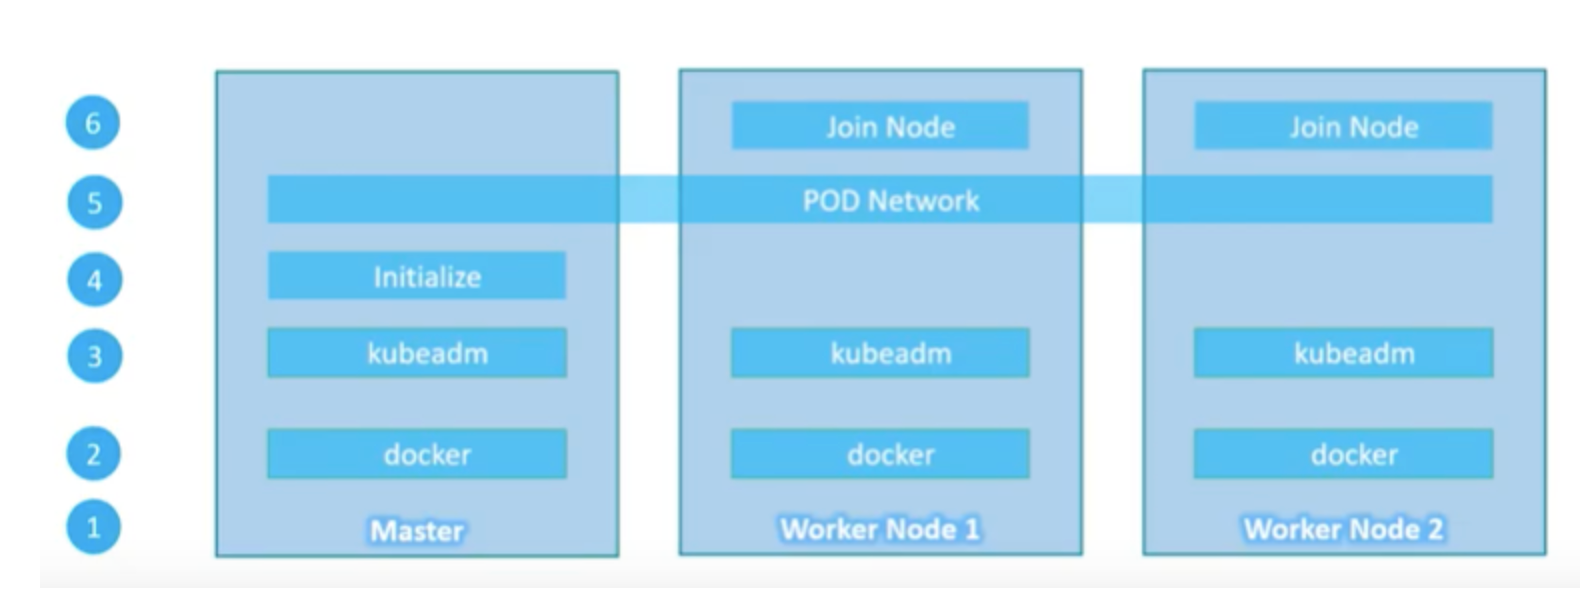 6
Join Node
Join Node
5
POD Network
4
Initialize
3
kubeadm
kubeadm
kubeadm
2
docker
docker
docker
1
Master
Worker Node 1
Worker Node 2